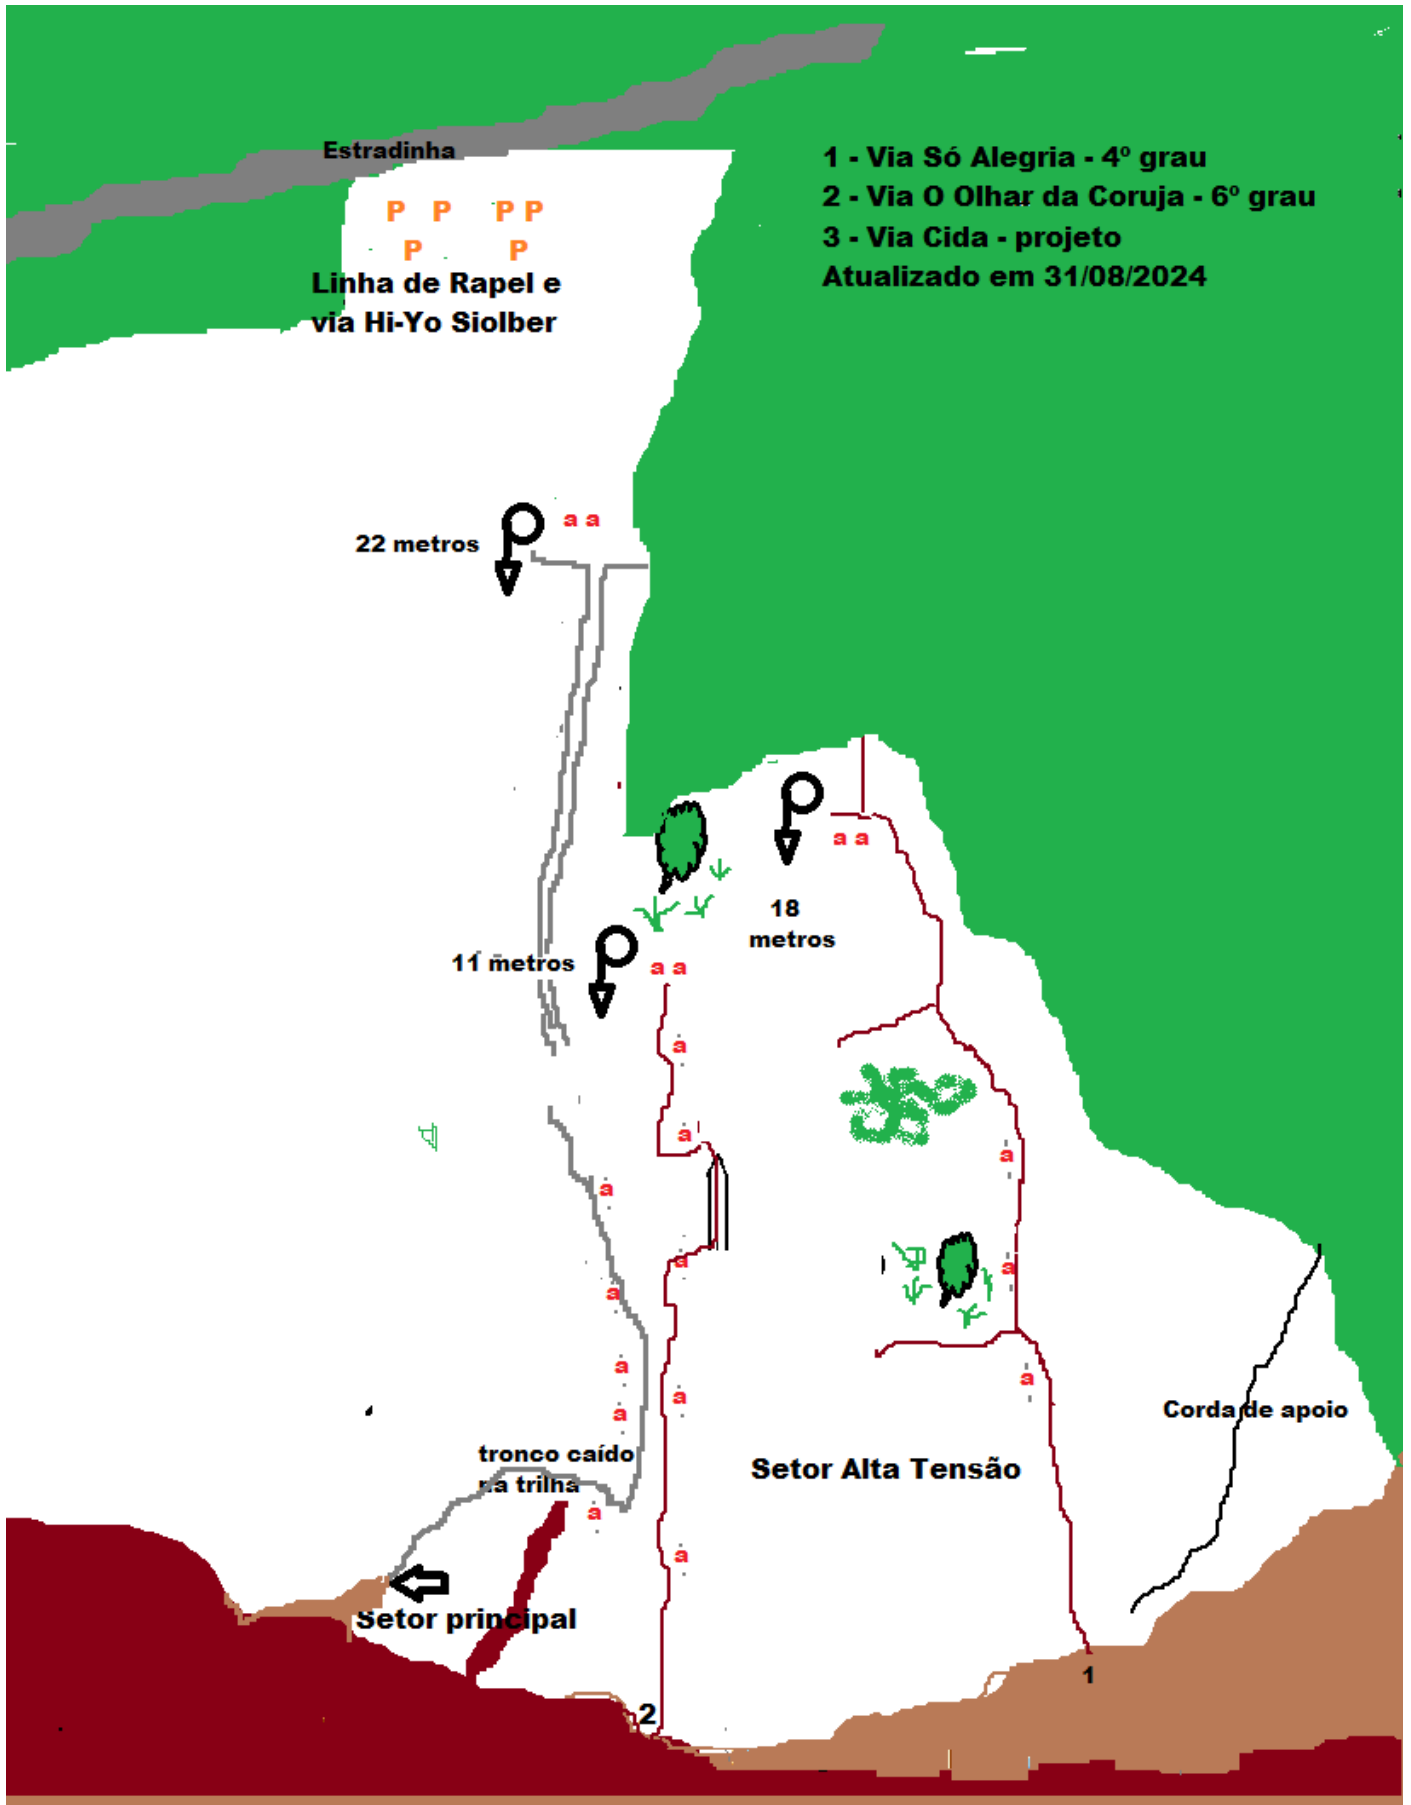 Estradinha
1 - Via Só Alegria - 4º grau
2 - Via O Olhar da Coruja - 6º grau
3 - Via Cida - projeto
Atualizado em 31/08/2024
P P P P
P P
Linha de Rapel e
via Hi-Yo Siolber
a a
22 metros
a a
18
metros
11 metros
a a
a
a
a
a
a
a
a
a
a
a
a
Corda de apoio
a
tronco caído
na trilha
Setor Alta Tensão
a
a
Setor principal
1
2